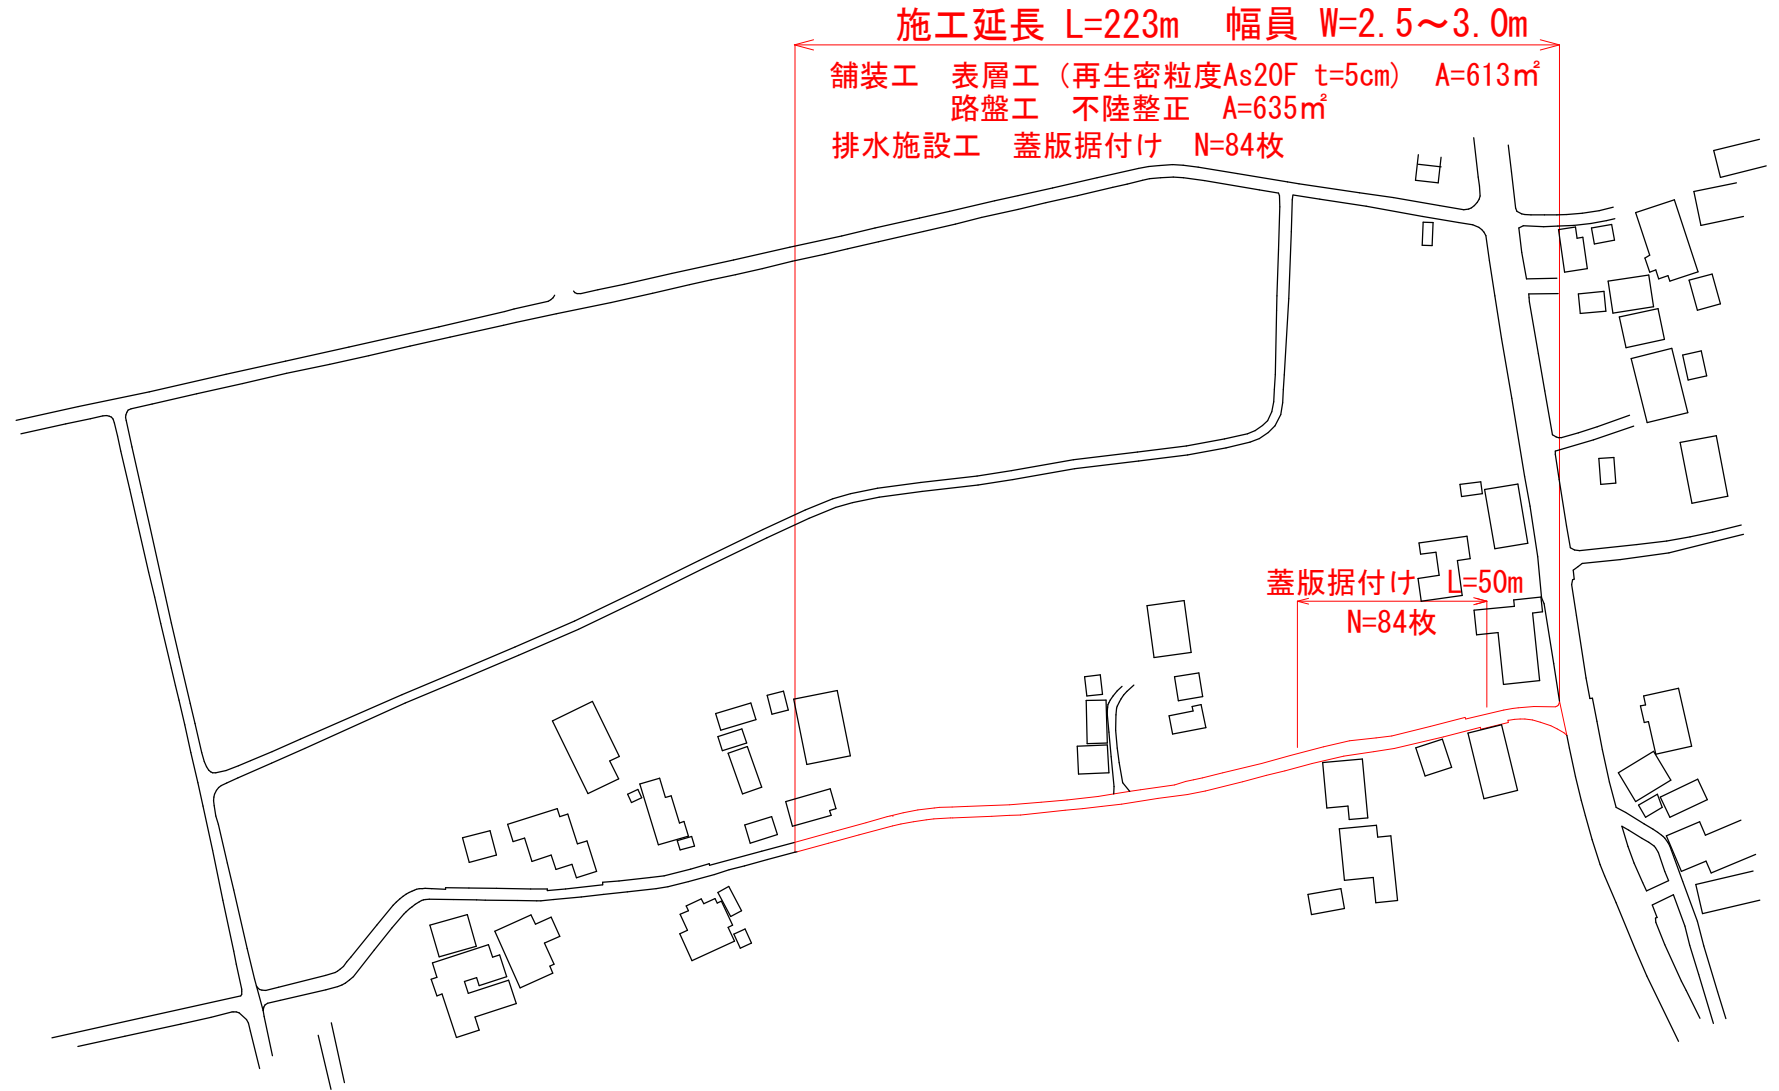 施工延長 L=223m 幅員 W=2.5～3.0m
舗装工 表層工（再生密粒度As20F t=5cm） A=613㎡
路盤工 不陸整正 A=635㎡
排水施設工 蓋版据付け N=84枚
蓋版据付け L=50m
N=84枚